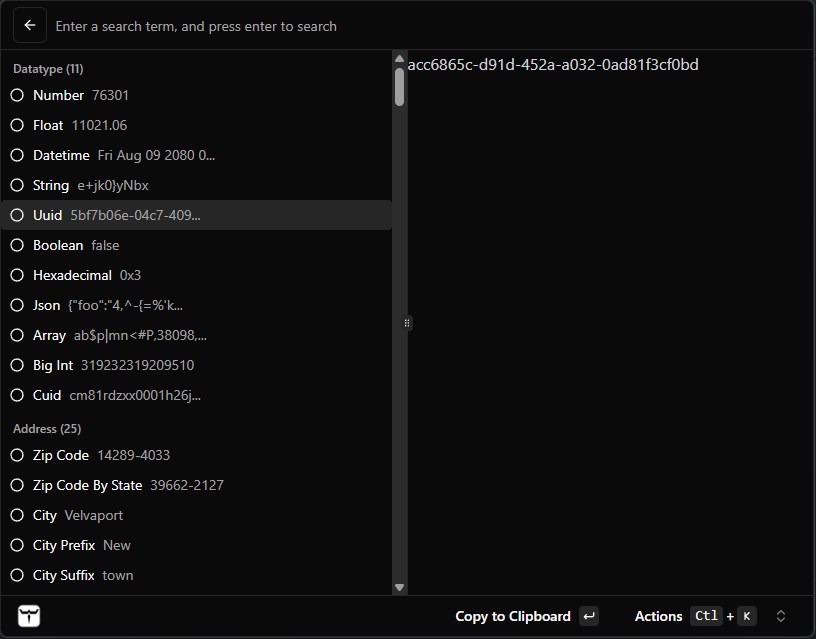 Enter a search term, and press enter to search
Datatype (11)
Number 76301
Float 11021.06
Datetime Fri Aug 09 2080 0...
String e+jk0}yNbx
Uuid 5bf7b06e-04c7-409...
Boolean false
Hexadecimal 0x3
Json {"foo":"4,^-{=%'k...
Array ab$p|mn<#P,38098,...
Big Int 319232319209510
Cuid cm81rdzxx0001h26j...
Address (25)
Zip Code 14289-4033
Zip Code By State 39662-2127
City Velvaport
City Prefix New
City Suffix town
acc6865c-d91d-452a-a032-0ad81f3cf0bd
Copy to Clipboard ↵ Actions Ctl + K